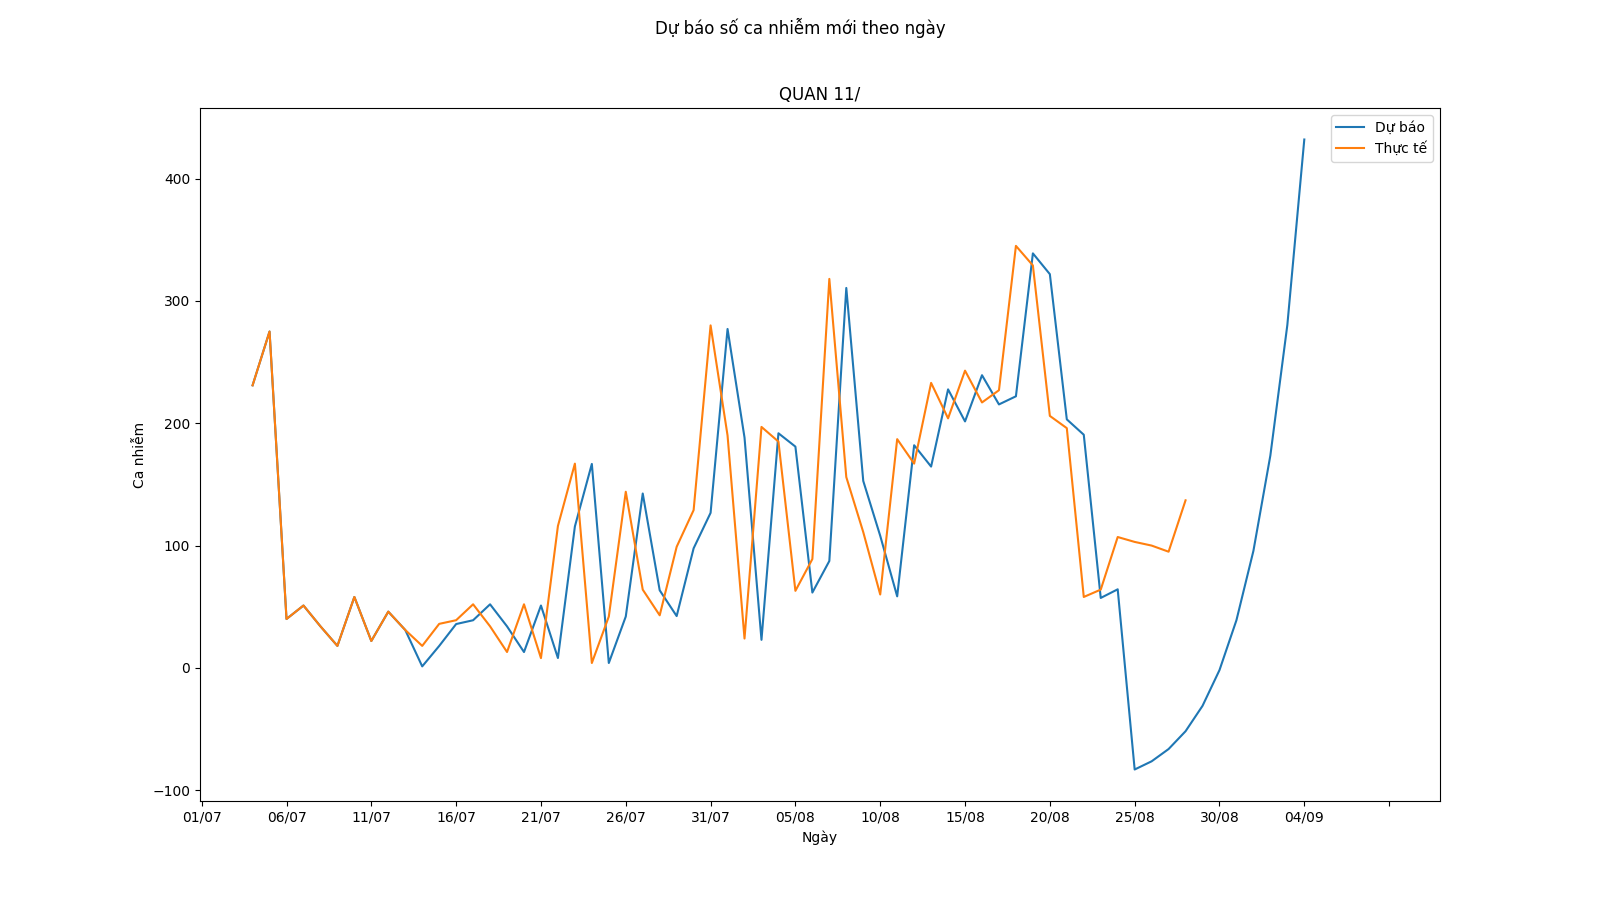 Dự báo số ca nhiễm mới theo ngày
QUAN 11/
Dự báo
Thực tế
400
300
200
100
0
−100
Ca nhiễm
01/07 06/07 11/07 16/07 21/07 26/07 31/07 05/08 10/08 15/08 20/08 25/08 30/08 04/09
Ngày